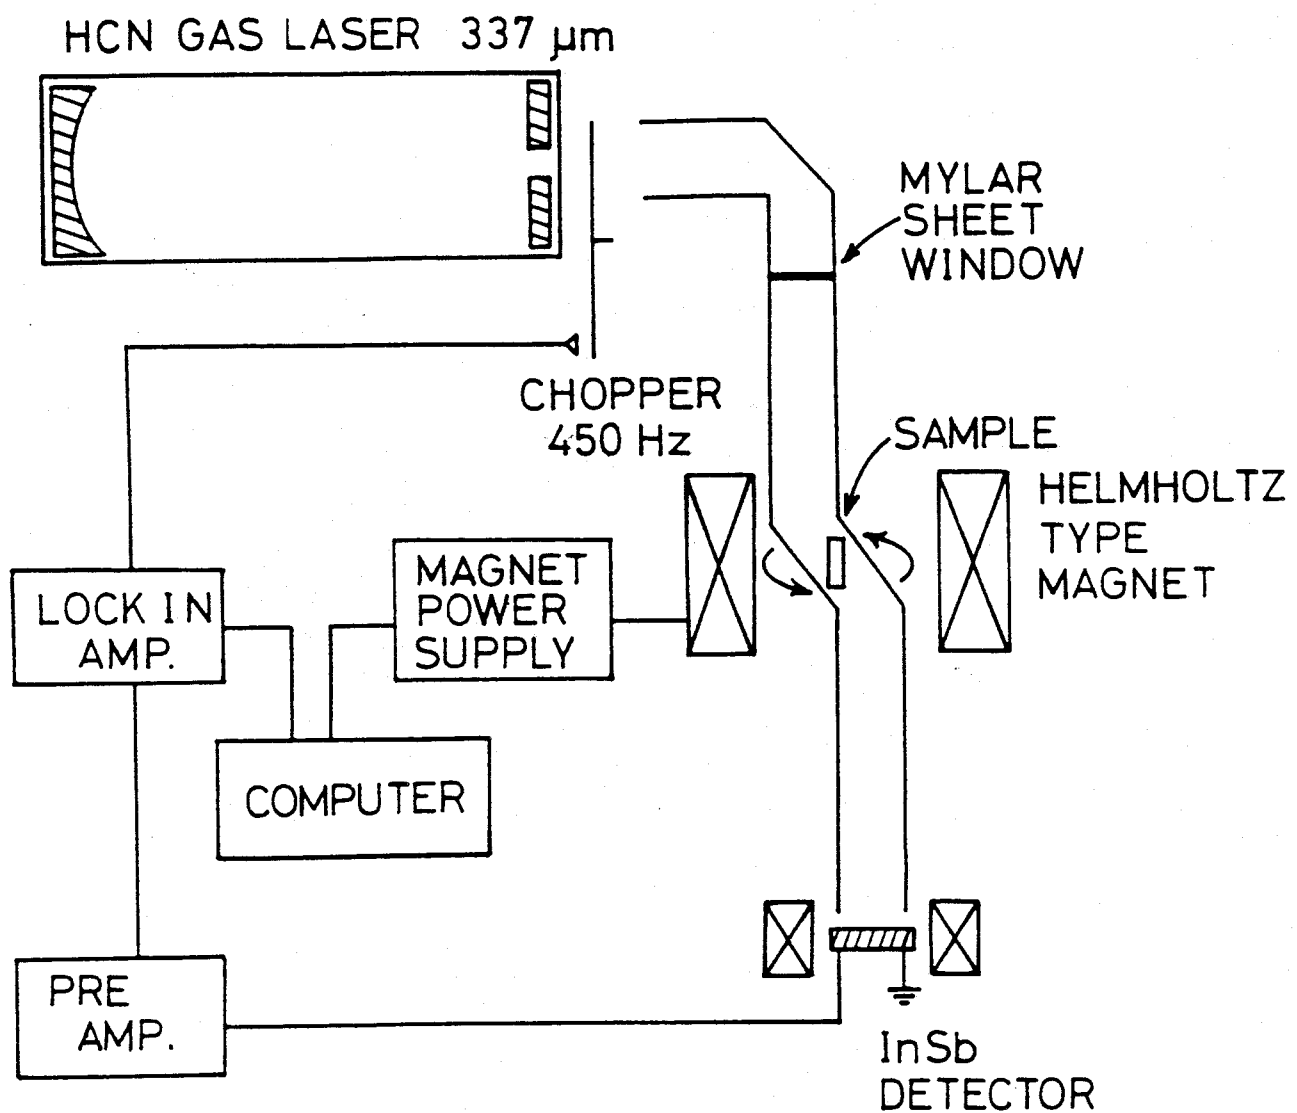 HCN GAS LASER 337 µm
MYLAR
SHEET
WINDOW
CHOPPER
450 Hz
SAMPLE
HELMHOLTZ
TYPE
MAGNET
MAGNET
POWER
SUPPLY
LOCK IN
AMP.
COMPUTER
PRE
AMP.
InSb
DETECTOR